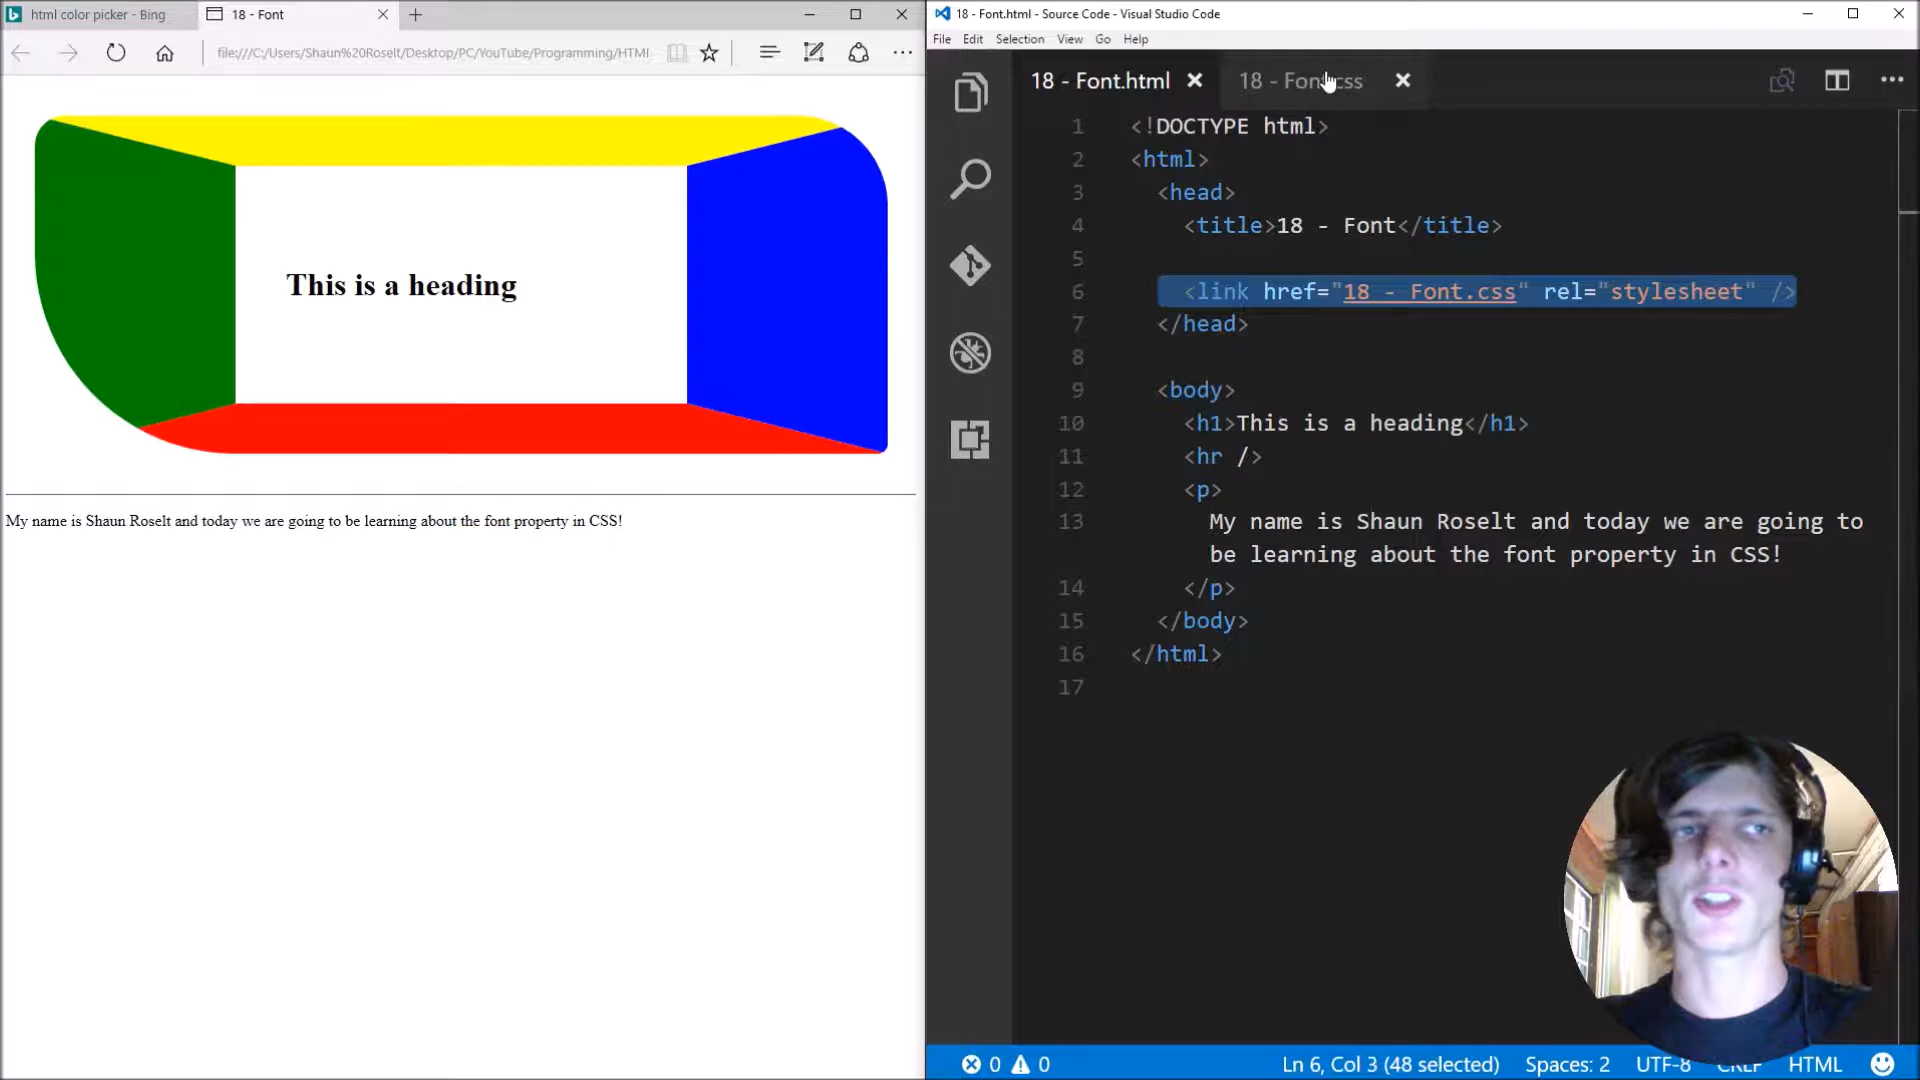 html color picker - Bing
18 - Font
file:///C:/Users/Shaun%20Roselt/Desktop/PC/YouTube/Programming/HTMl
This is a heading
My name is Shaun Roselt and today we are going to be learning about the font property in CSS!
18 - Font.html - Source Code - Visual Studio Code
File Edit Selection View Go Help
18 - Font.html
18 - Font.css
1 <!DOCTYPE html>
2 <html>
3 <head>
4 <title>18 - Font</title>
5
6 <link href="18 - Font.css" rel="stylesheet" />
7 </head>
8
9 <body>
10 <h1>This is a heading</h1>
11 <hr />
12 <p>
13 My name is Shaun Roselt and today we are going to
be learning about the font property in CSS!
14 </p>
15 </body>
16 </html>
17
0 0
Ln 6, Col 3 (48 selected) Spaces: 2 UTF-8 CRLF HTML